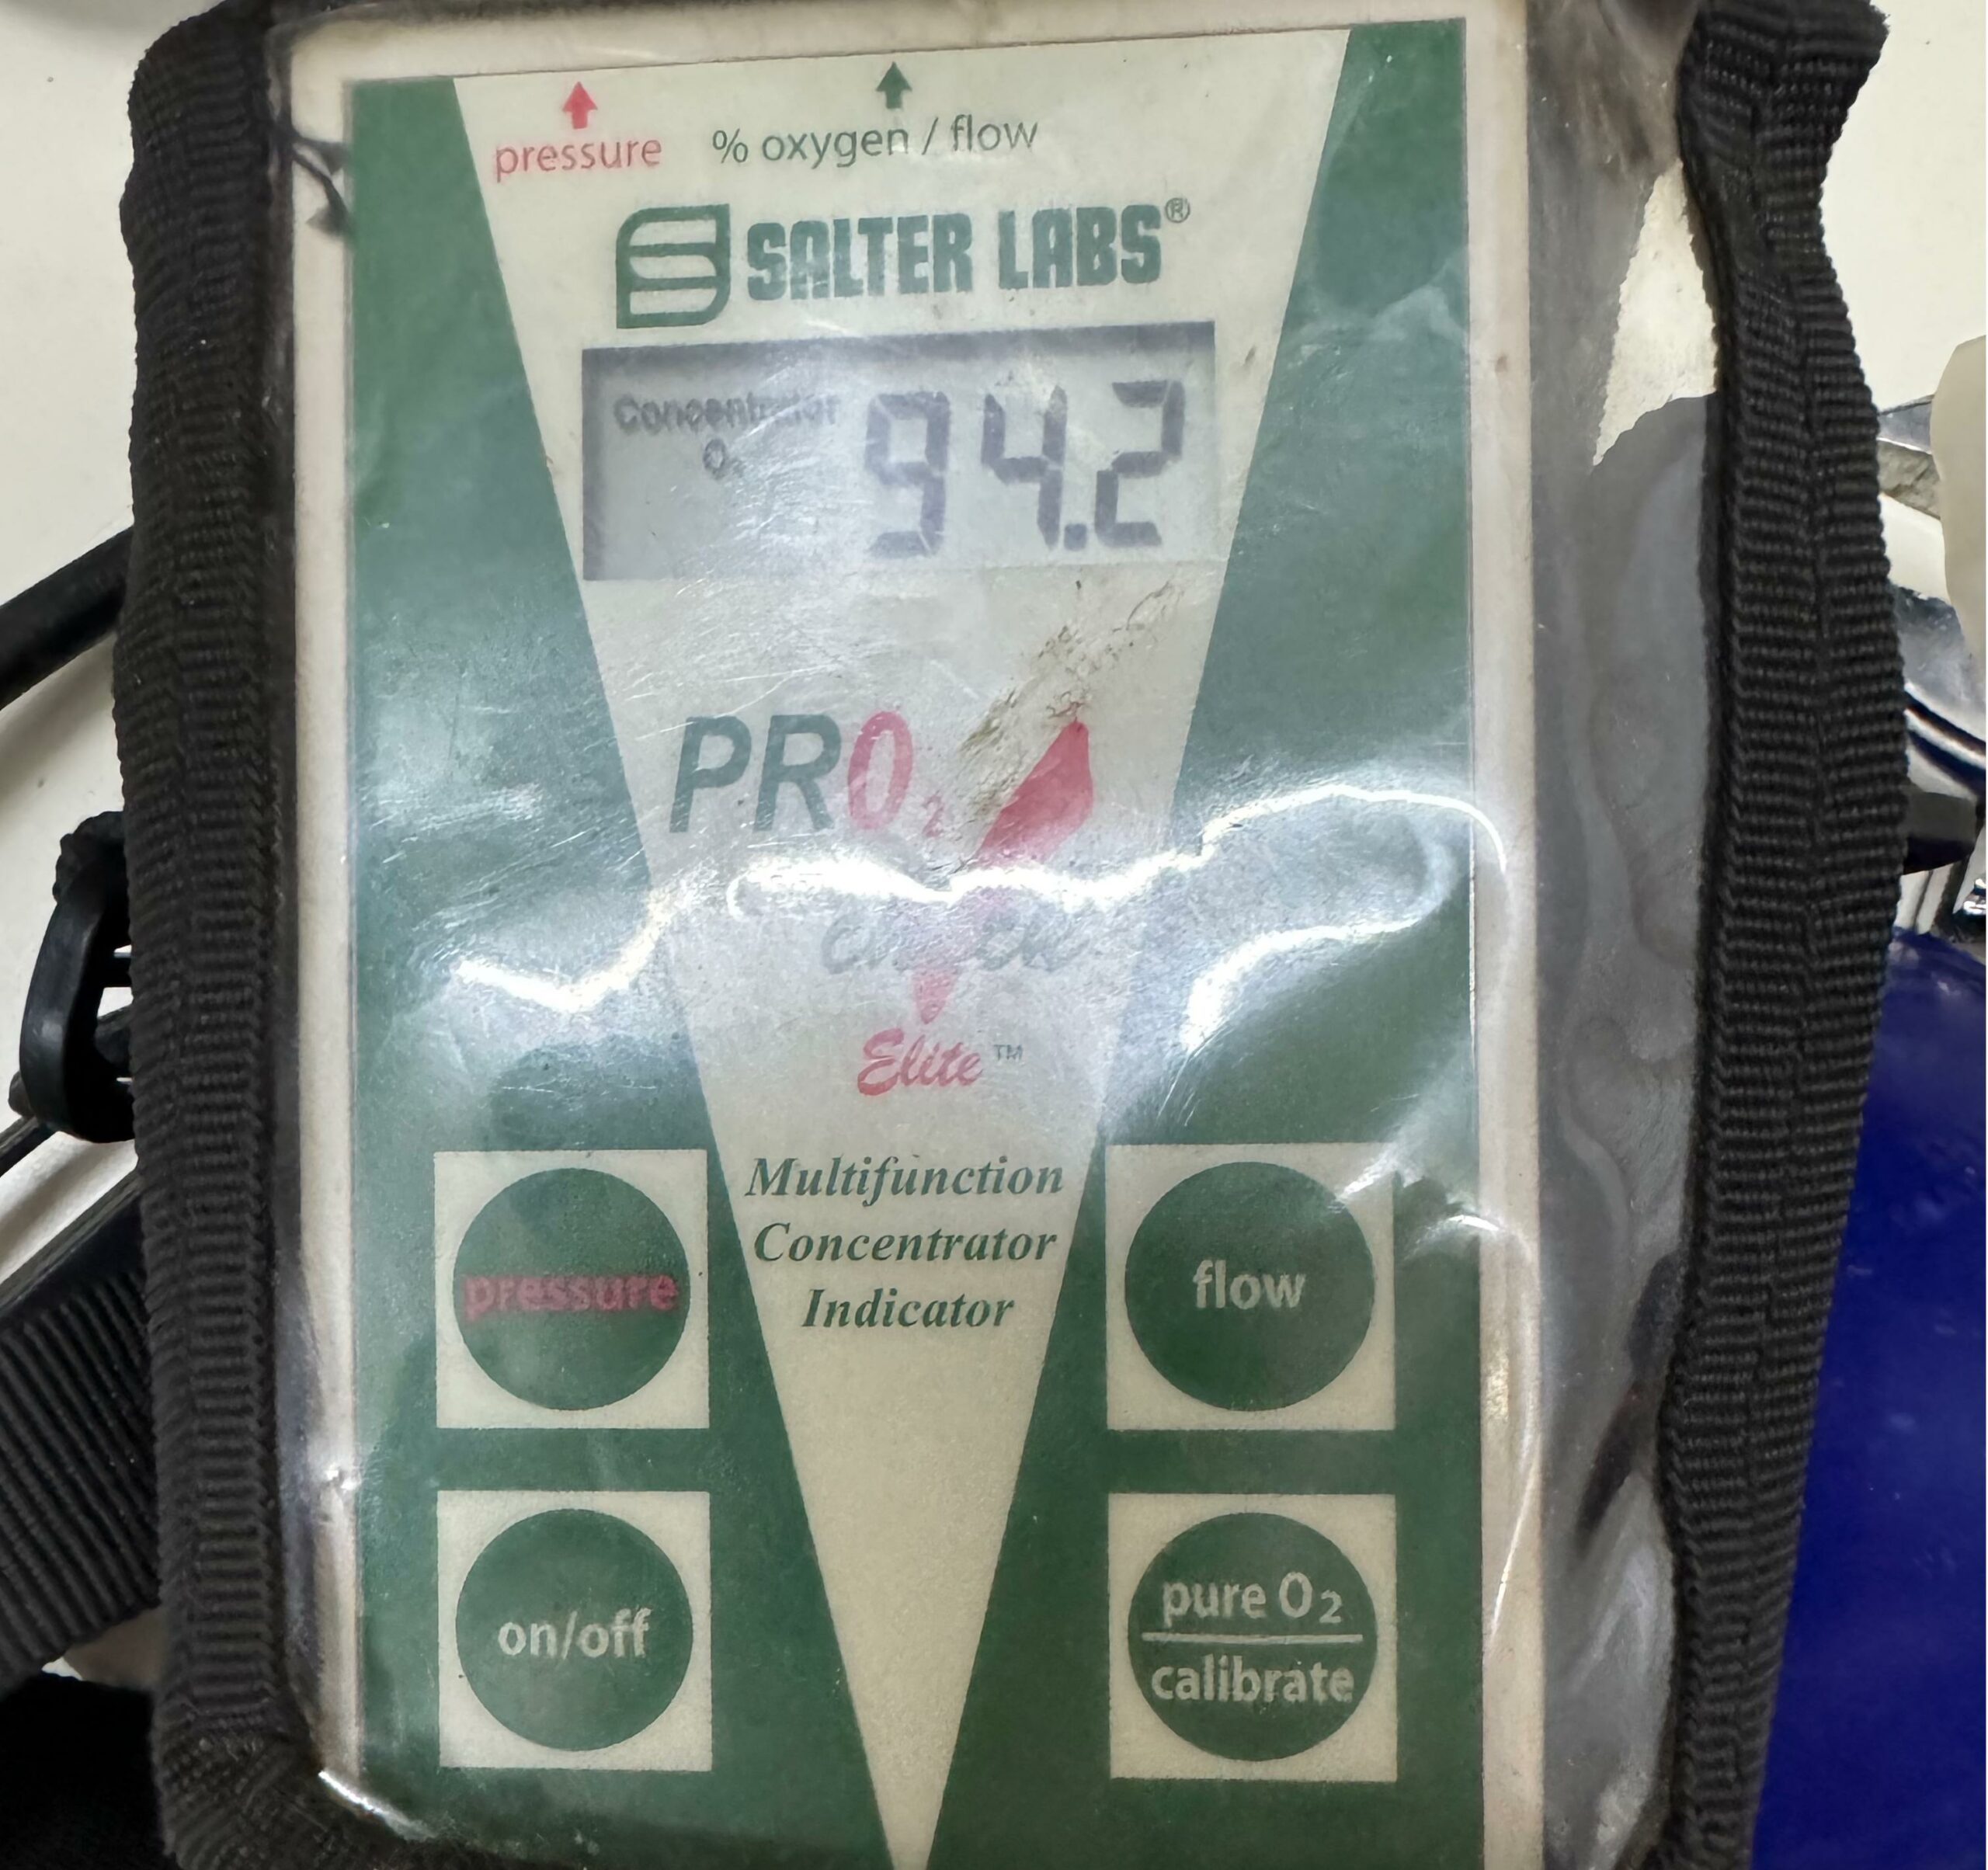 pressure % oxygen / flow
SALTER LABS®
Concentrator 94.2
O₂
PRO₂
check
Elite™
Multifunction
Concentrator
Indicator
pressure
flow
on/off
pure O₂
calibrate